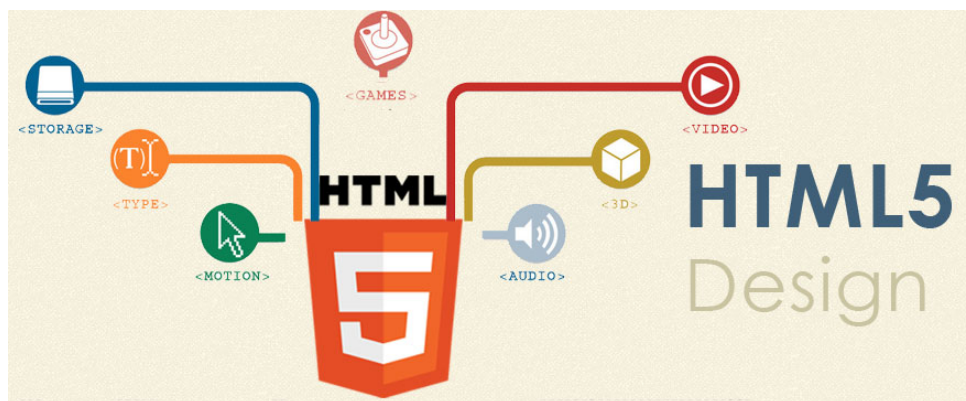 <GAMES>
<STORAGE>
<VIDEO>
(T)
<TYPE>
<3D>
HTML
5
<MOTION>
<AUDIO>
HTML5
Design